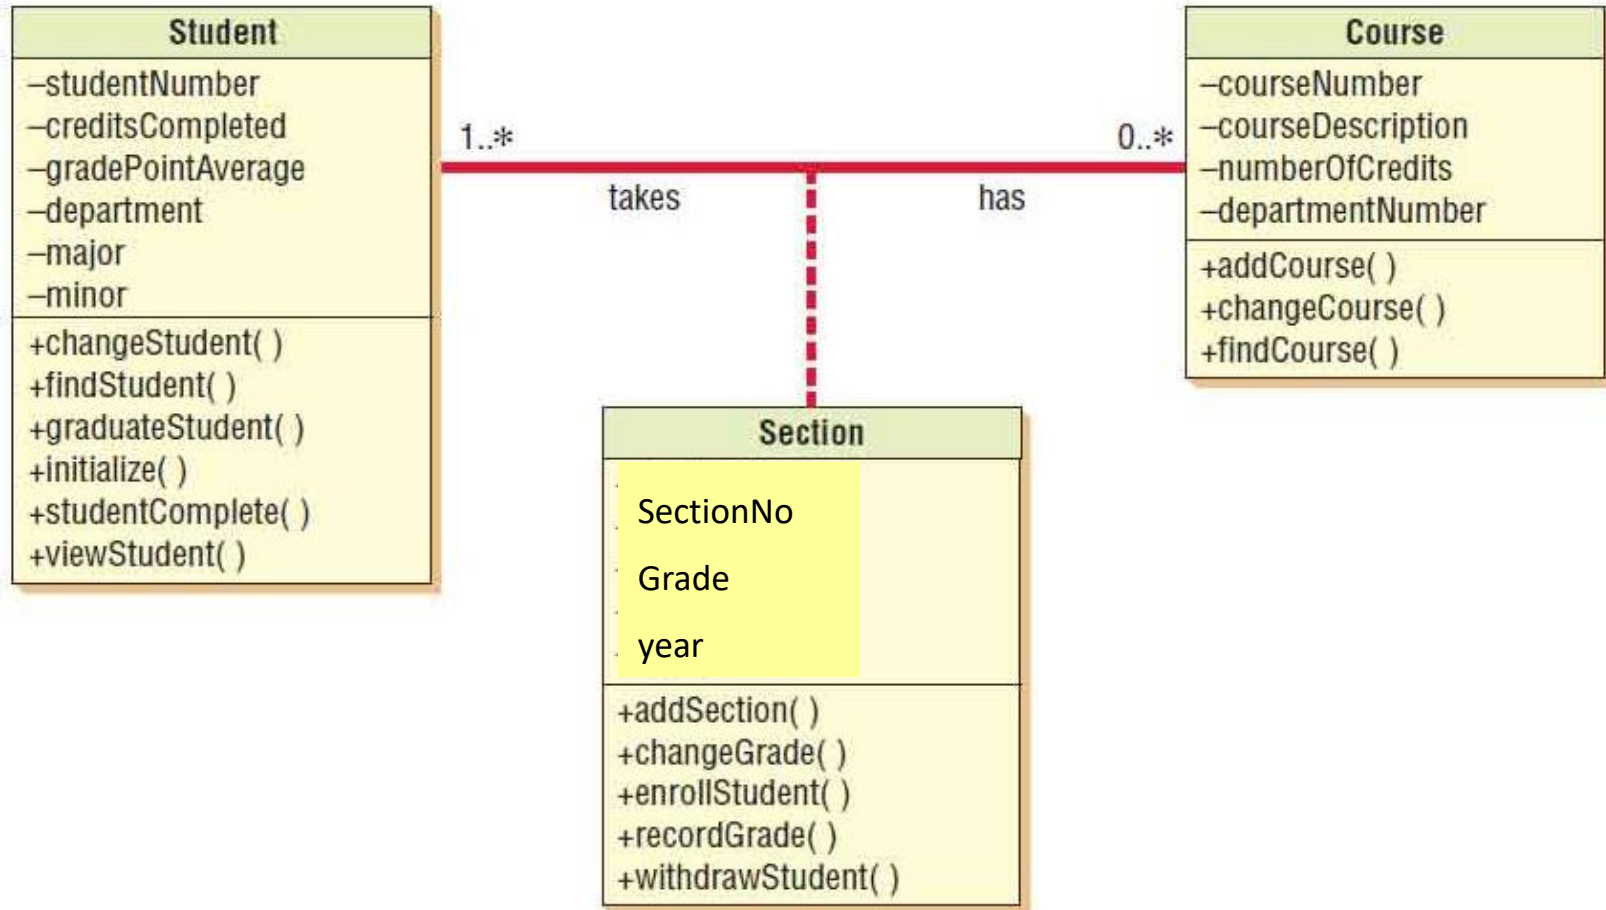 Student
–studentNumber
–creditsCompleted
–gradePointAverage
–department
–major
–minor
+changeStudent( )
+findStudent( )
+graduateStudent( )
+initialize( )
+studentComplete( )
+viewStudent( )
1..*
takes
0..*
has
Course
–courseNumber
–courseDescription
–numberOfCredits
–departmentNumber
+addCourse( )
+changeCourse( )
+findCourse( )
Section
SectionNo
Grade
year
+addSection( )
+changeGrade( )
+enrollStudent( )
+recordGrade( )
+withdrawStudent( )